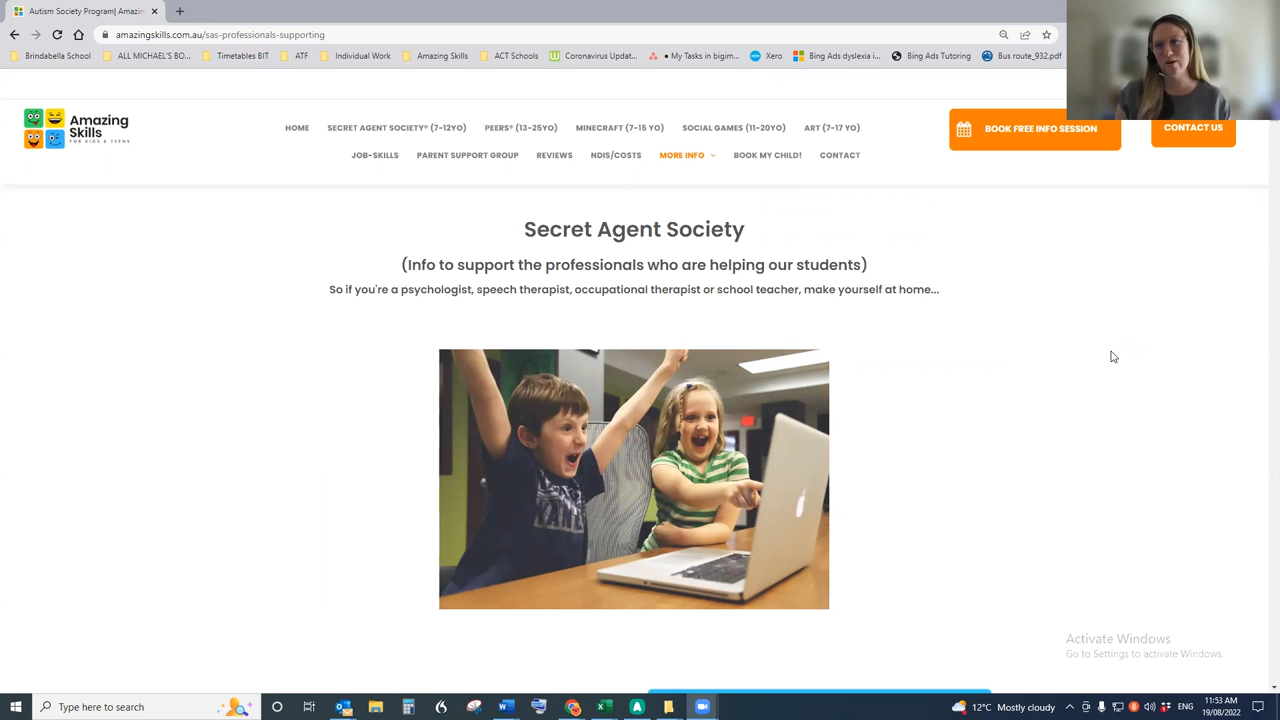 Autism Society Program| Amazin
amazingskills.com.au/sas-professionals-supporting
Brindabella School
ALL MICHAEL'S BO...
Timetables BIT
ATF
Individual Work
Amazing Skills
ACT Schools
Coronavirus Updat...
• My Tasks in bigim...
Xero
Bing Ads dyslexia i...
Bing Ads Tutoring
Bus route_932.pdf
Amazing
Skills
FOR KIDS & TEENS
HOME
SECRET AGENT SOCIETY® (7-12YO)
PEERS® (13-25YO)
MINECRAFT (7-15 YO)
SOCIAL GAMES (11-20YO)
ART (7-17 YO)
JOB-SKILLS
PARENT SUPPORT GROUP
REVIEWS
NDIS/COSTS
MORE INFO
BOOK MY CHILD!
CONTACT
BOOK FREE INFO SESSION
CONTACT US
Secret Agent Society
(Info to support the professionals who are helping our students)
So if you're a psychologist, speech therapist, occupational therapist or school teacher, make yourself at home...
Activate Windows
Go to Settings to activate Windows.
Type here to search
12°C Mostly cloudy
ENG
11:53 AM
19/08/2022